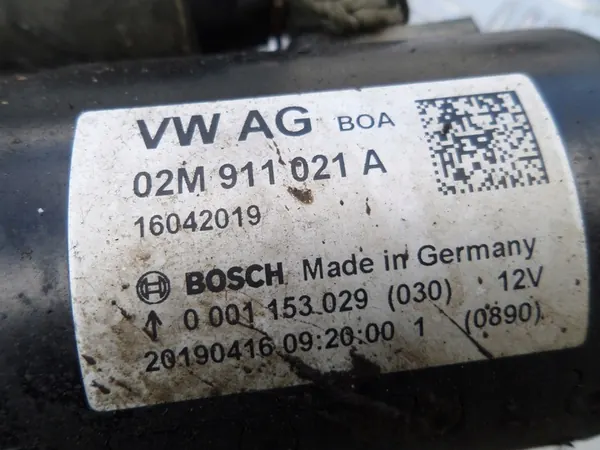 VW AG BOA
02M 911 021 A
16042019
BOSCH Made in Germany
0 001 153 029 (030) 12V
20190416 09:20:00 1 (0890)